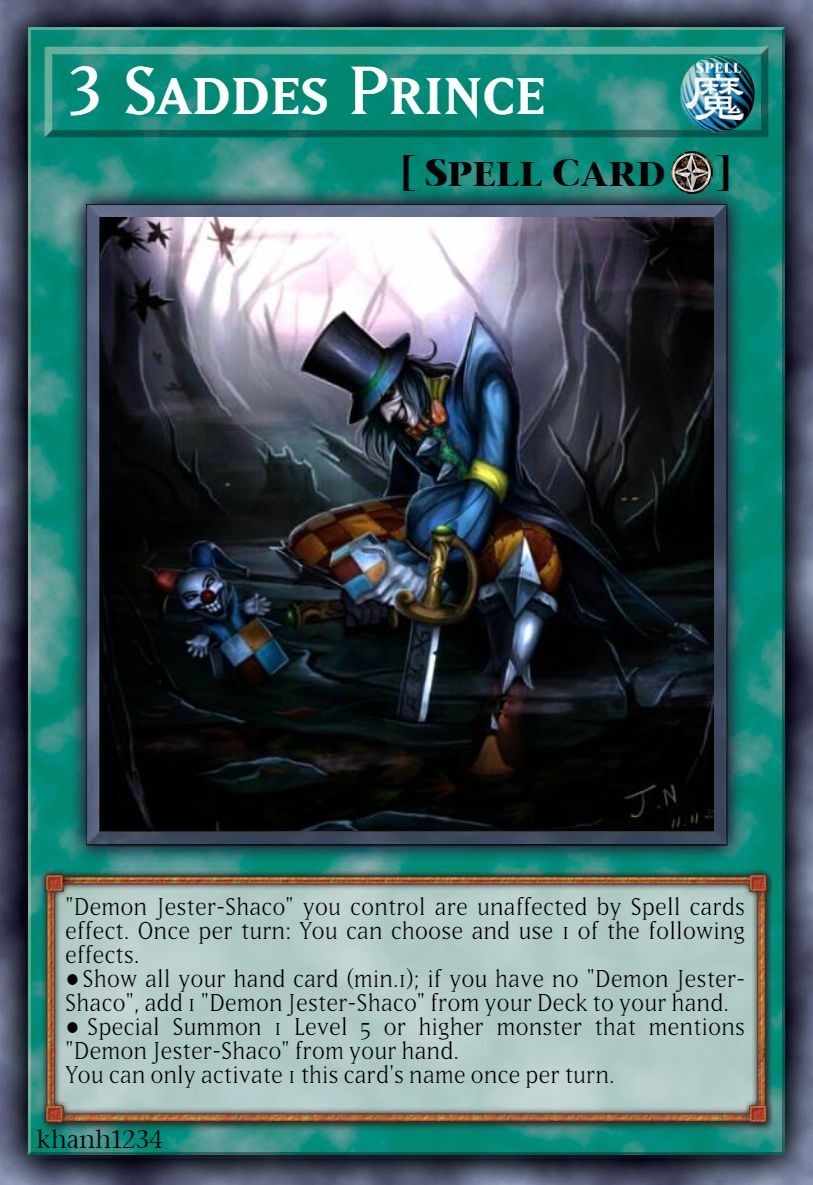 3 Saddes Prince
SPELL
魔
[ Spell Card ]
J.N
"Demon Jester-Shaco" you control are unaffected by Spell cards
effect. Once per turn: You can choose and use 1 of the following
effects.
●Show all your hand card (min.1); if you have no "Demon Jester-
Shaco", add 1 "Demon Jester-Shaco" from your Deck to your hand.
● Special Summon 1 Level 5 or higher monster that mentions
"Demon Jester-Shaco" from your hand.
You can only activate 1 this card's name once per turn.
khanh1234